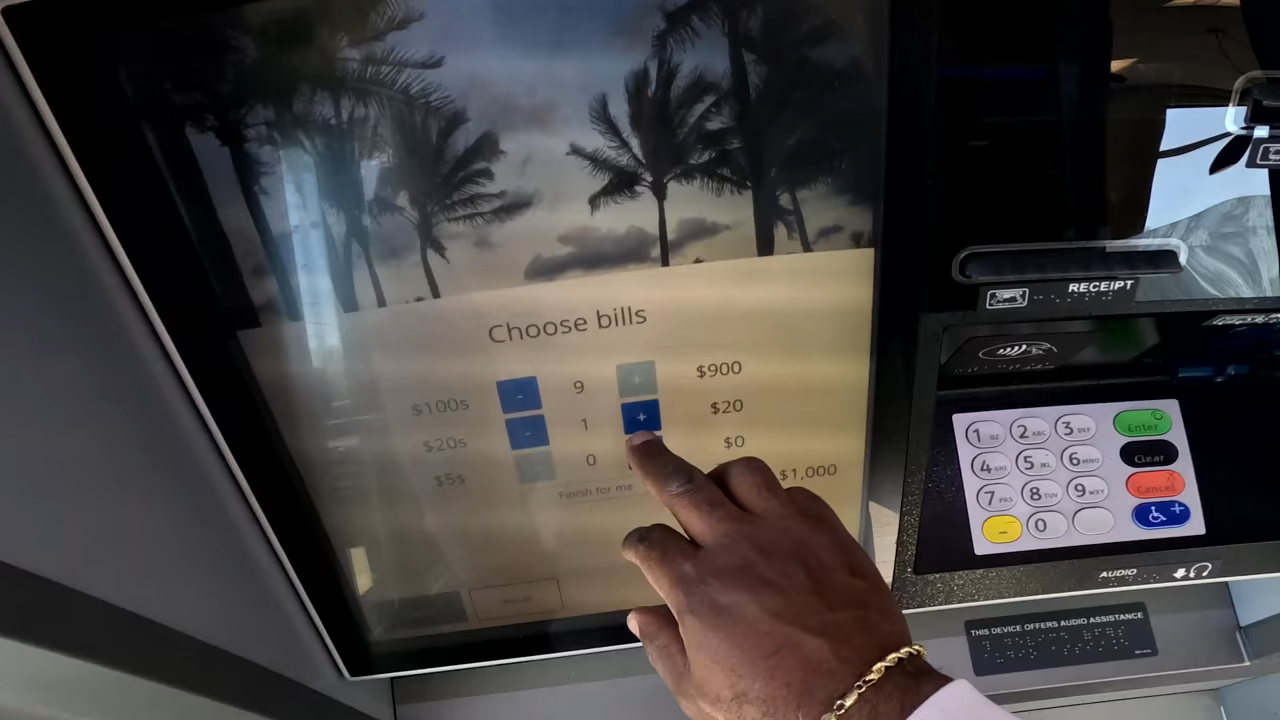 Choose bills
$100s - 9 + $900
$20s - 1 + $20
$5s 0 $0
$1,000
Finish for me
RECEIPT
1 QZ 2 ABC 3 DEF Enter
4 GHI 5 JKL 6 MNO Clear
7 PRS 8 TUV 9 WXY Cancel
- 0 +
AUDIO
THIS DEVICE OFFERS AUDIO ASSISTANCE